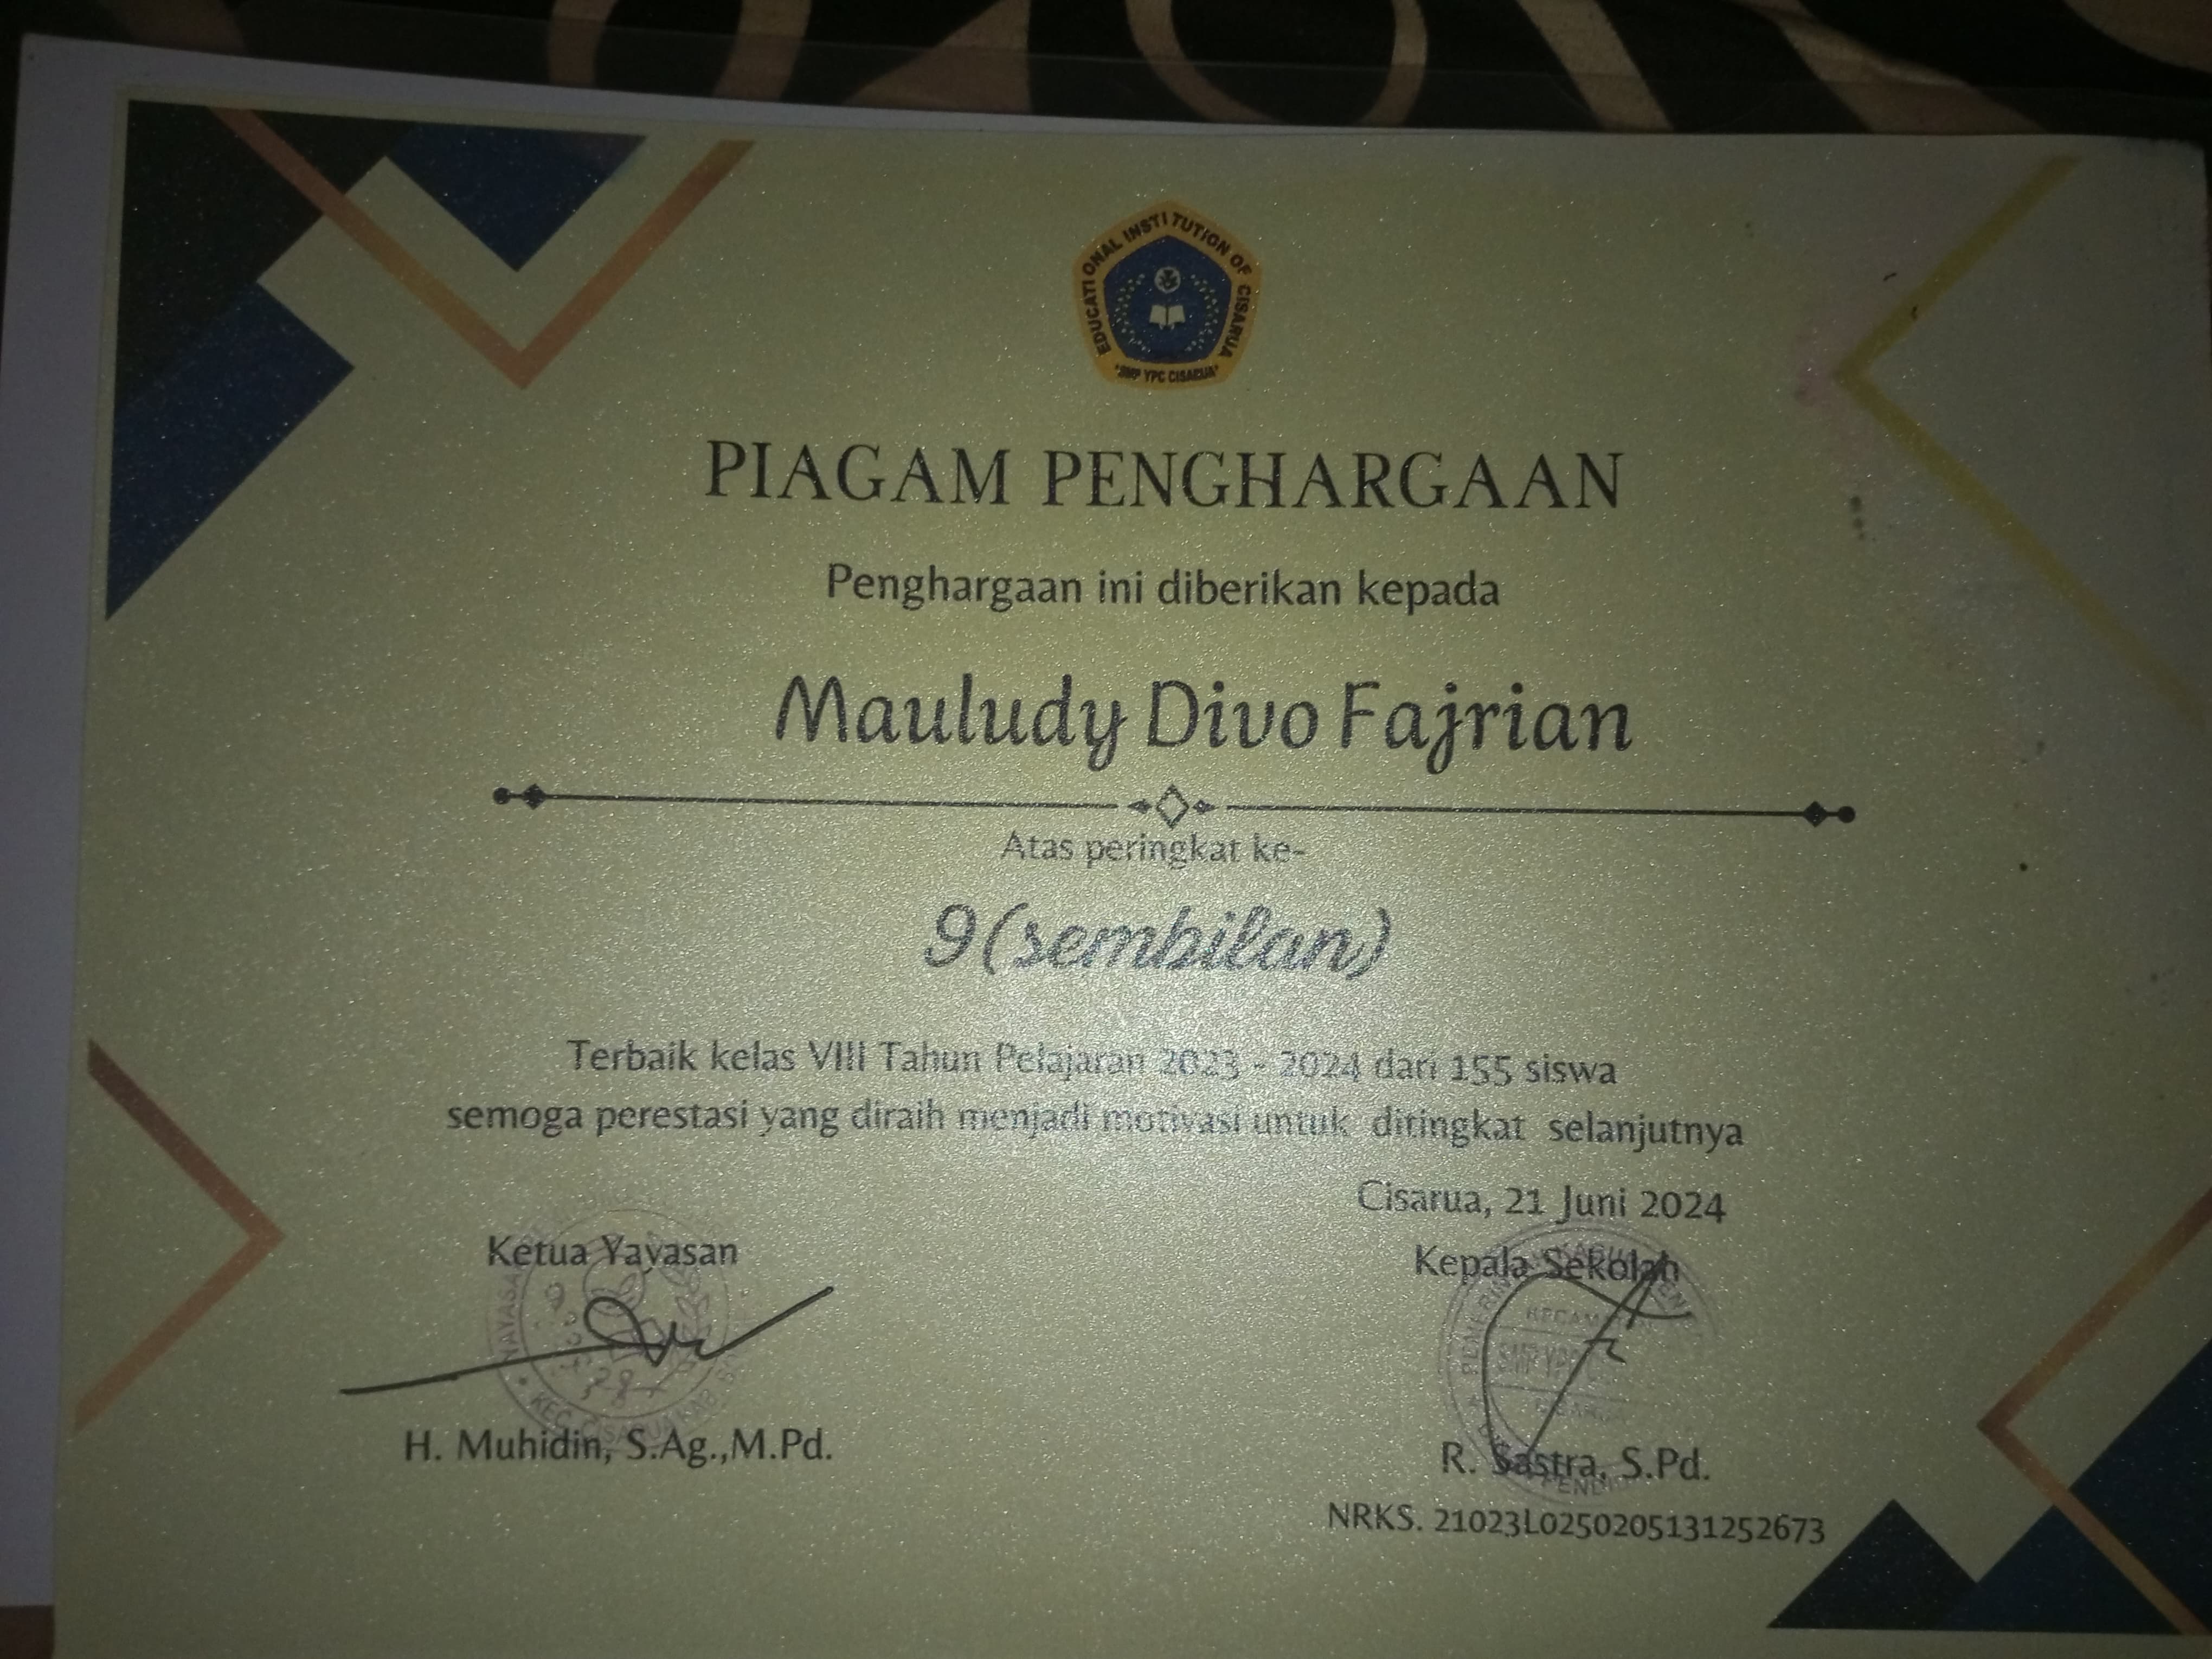 EDUCATIONAL INSTITUTION OF CISARUA
"SMP YPC CISARUA"
PIAGAM PENGHARGAAN
Penghargaan ini diberikan kepada
Mauludy Divo Fajrian
Atas peringkat ke-
9(sembilan)
Terbaik kelas VIII Tahun Pelajaran 2023 - 2024 dari 155 siswa
semoga perestasi yang diraih menjadi motivasi untuk ditingkat selanjutnya
Cisarua, 21 Juni 2024
Ketua Yayasan
Kepala Sekolah
H. Muhidin, S.Ag.,M.Pd.
R. Sastra, S.Pd.
NRKS. 21023L0250205131252673